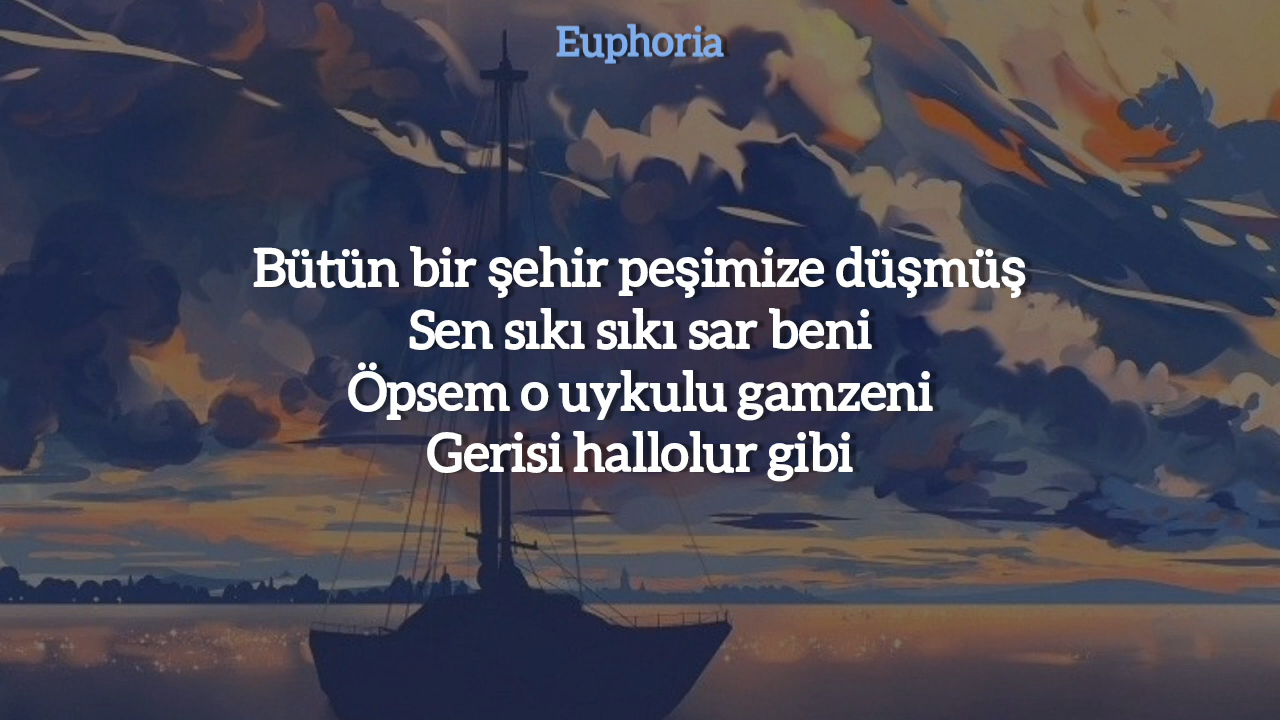 Euphoria
Bütün bir şehir peşimize düşmüş
Sen sıkı sıkı sar beni
Öpsem o uykulu gamzeni
Gerisi hallolur gibi